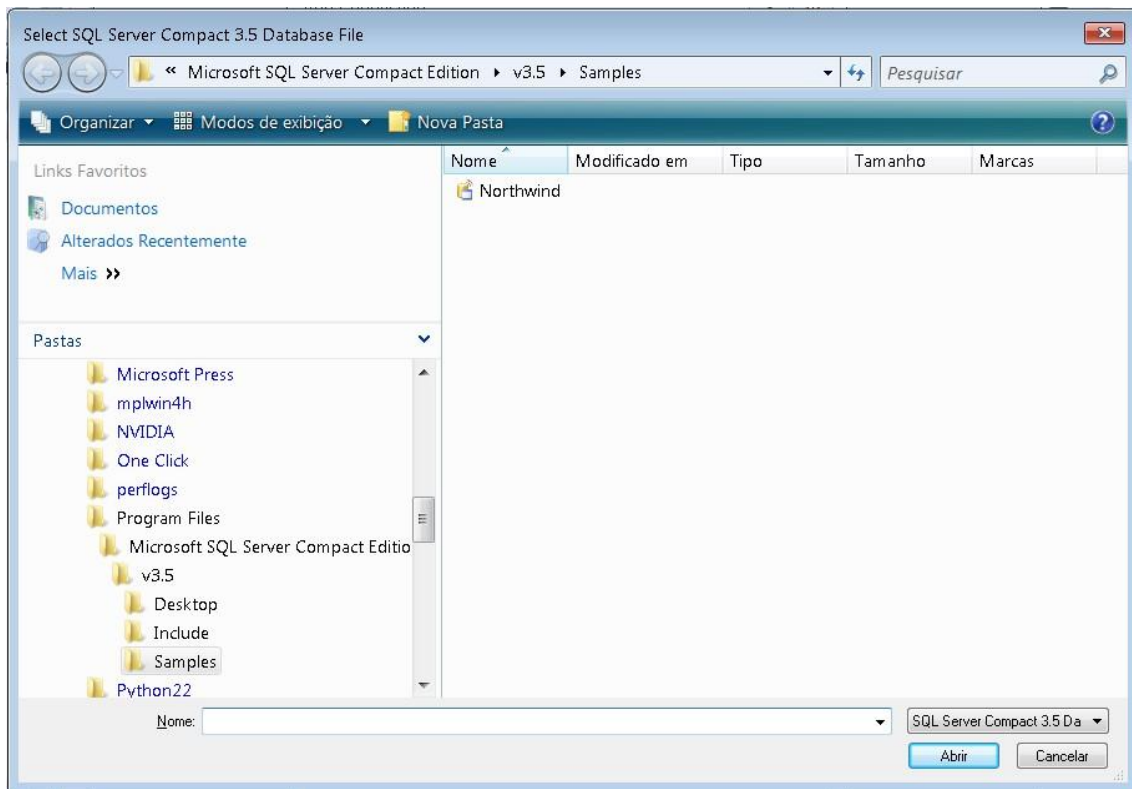 Select SQL Server Compact 3.5 Database File
« Microsoft SQL Server Compact Edition ▸ v3.5 ▸ Samples
Pesquisar
Organizar Modos de exibição Nova Pasta
Links Favoritos
Documentos
Alterados Recentemente
Mais »
Pastas
Microsoft Press
mplwin4h
NVIDIA
One Click
perflogs
Program Files
Microsoft SQL Server Compact Editio
v3.5
Desktop
Include
Samples
Python22
Nome Modificado em Tipo Tamanho Marcas
Northwind
Nome:
SQL Server Compact 3.5 Da
Abrir Cancelar